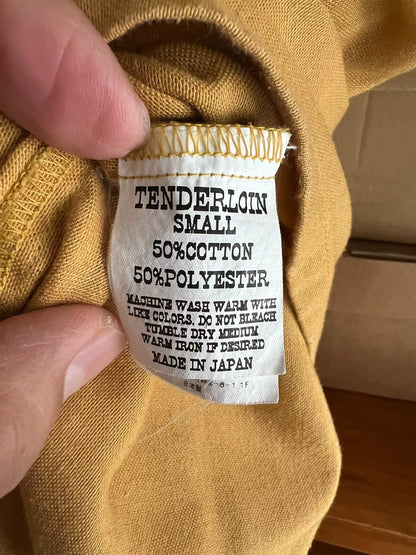 TENDERLOIN
SMALL
50%COTTON
50%POLYESTER
MACHINE WASH WARM WITH
LIKE COLORS. DO NOT BLEACH
TUMBLE DRY MEDIUM
WARM IRON IF DESIRED
MADE IN JAPAN